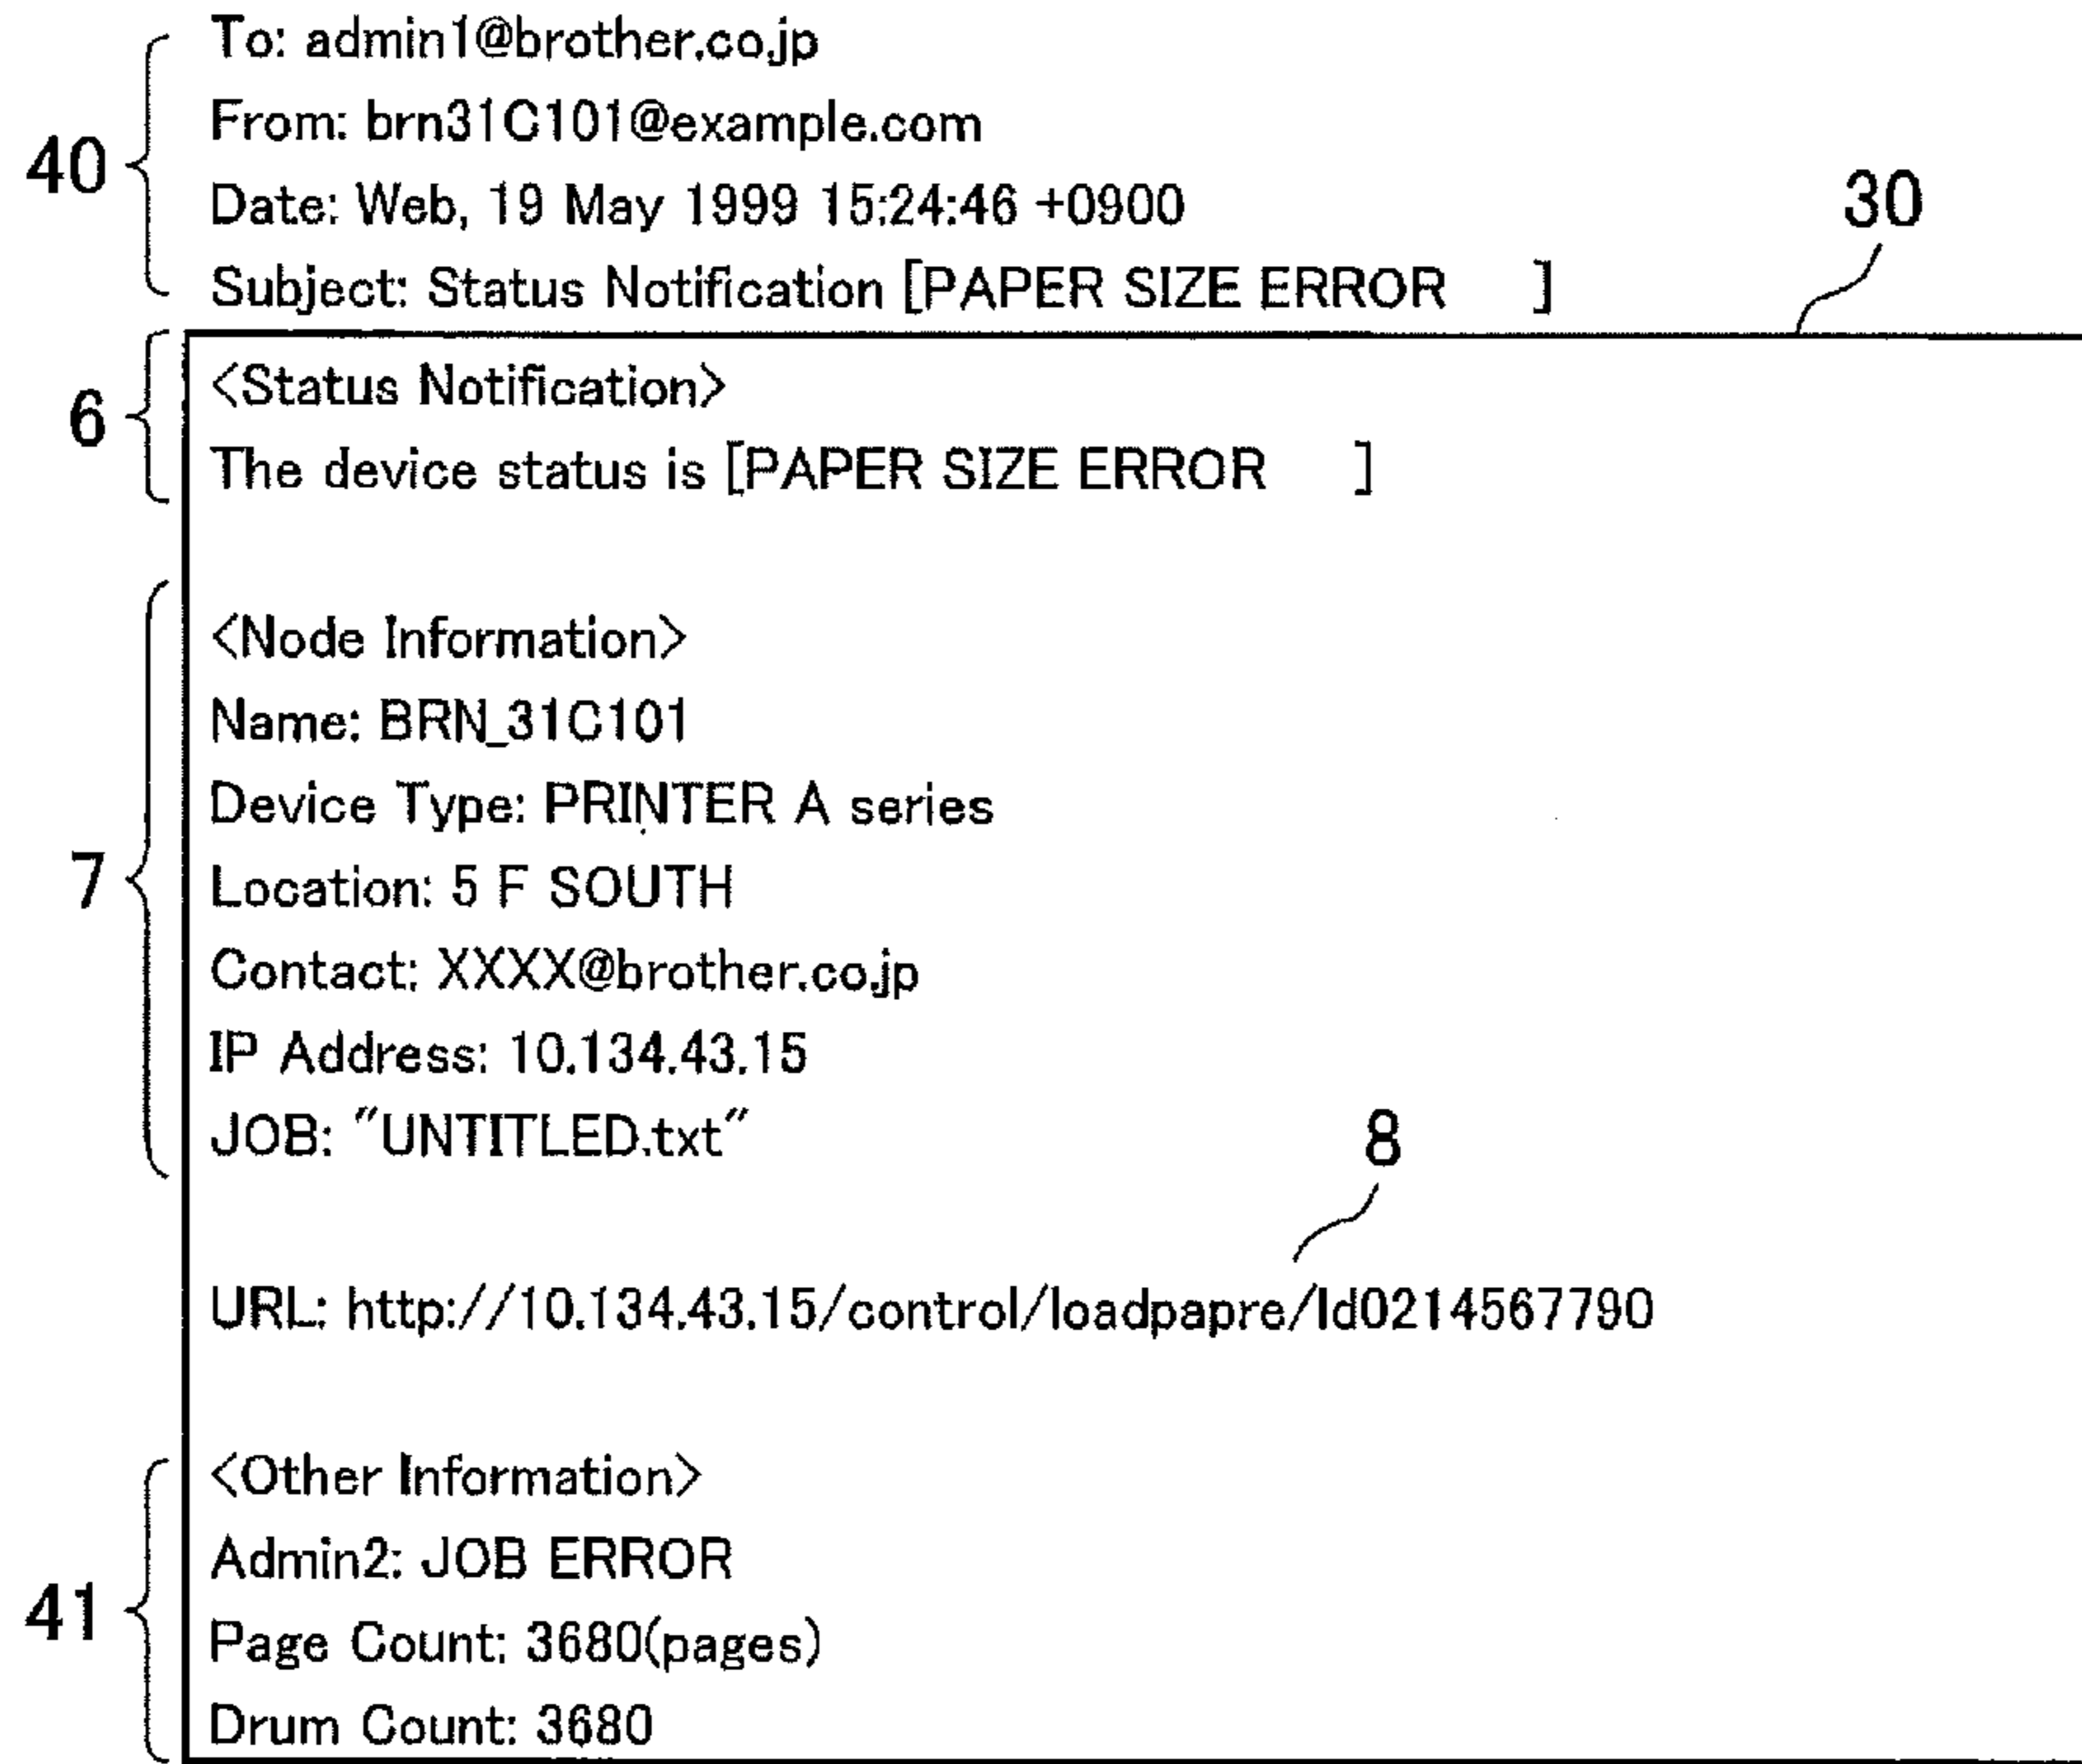 To: admin1@brother.co.jp
From: brn31C101@example.com
40
Date: Web, 19 May 1999 15:24:46 +0900
30
Subject: Status Notification [PAPER SIZE ERROR ]
<Status Notification>
6
The device status is [PAPER SIZE ERROR ]
<Node Information>
Name: BRN_31C101
Device Type: PRINTER A series
7
Location: 5 F SOUTH
Contact: XXXX@brother.co.jp
IP Address: 10.134.43.15
JOB: "UNTITLED.txt"
8
URL: http://10.134.43.15/control/loadpapre/Id0214567790
<Other Information>
Admin2: JOB ERROR
41
Page Count: 3680(pages)
Drum Count: 3680